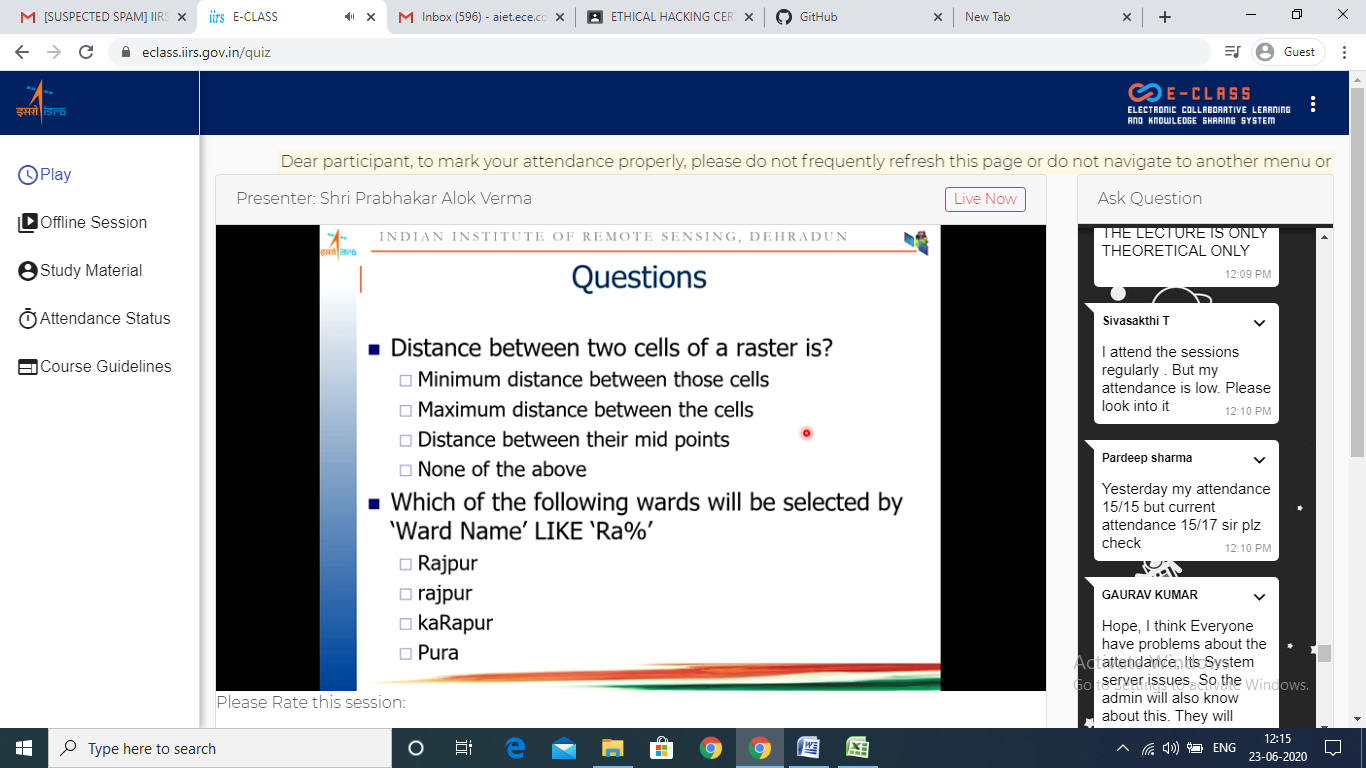 [SUSPECTED SPAM] IIRS
E-CLASS
Inbox (596) - aiet.ece.co
ETHICAL HACKING CER
GitHub
New Tab
eclass.iirs.gov.in/quiz
Guest
इसरो isro
E-CLASS
ELECTRONIC COLLABORATIVE LEARNING
AND KNOWLEDGE SHARING SYSTEM
Play
Offline Session
Study Material
Attendance Status
Course Guidelines
Dear participant, to mark your attendance properly, please do not frequently refresh this page or do not navigate to another menu or
Presenter: Shri Prabhakar Alok Verma
Live Now
इसरो isro
INDIAN INSTITUTE OF REMOTE SENSING, DEHRADUN
Questions
Distance between two cells of a raster is?
Minimum distance between those cells
Maximum distance between the cells
Distance between their mid points
None of the above
Which of the following wards will be selected by
‘Ward Name’ LIKE ‘Ra%’
Rajpur
rajpur
kaRapur
Pura
Please Rate this session:
Ask Question
THE LECTURE IS ONLY
THEORETICAL ONLY
12:09 PM
Sivasakthi T
I attend the sessions
regularly . But my
attendance is low. Please
look into it
12:10 PM
Pardeep sharma
Yesterday my attendance
15/15 but current
attendance 15/17 sir plz
check
12:10 PM
GAURAV KUMAR
Hope, I think Everyone
have problems about the
attendance, Its System
server issues. So the
admin will also know
about this. They will
Activate Windows
Go to Settings to activate Windows.
Type here to search
ENG
12:15
23-06-2020